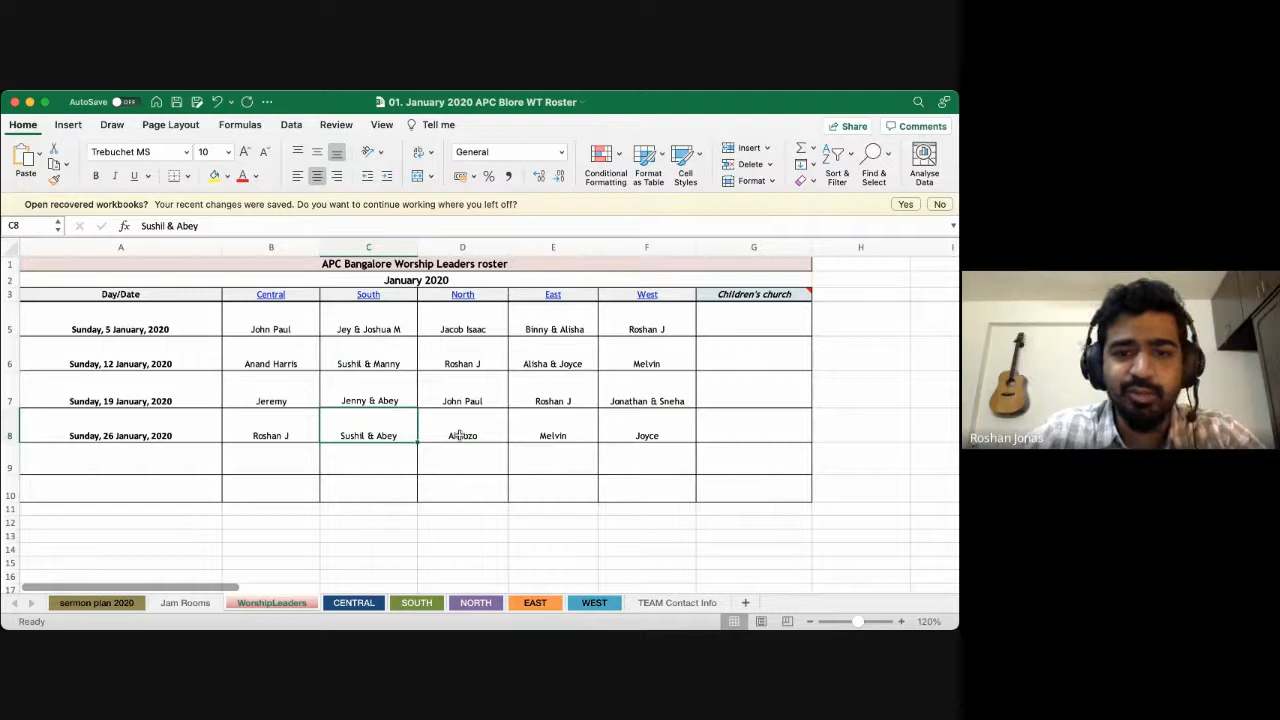 AutoSave OFF
01. January 2020 APC Blore WT Roster
Home Insert Draw Page Layout Formulas Data Review View Tell me
Share Comments
Paste
Trebuchet MS 10
B I U
General
Conditional Formatting
Format as Table
Cell Styles
Insert
Delete
Format
Sort & Filter
Find & Select
Analyse Data
Open recovered workbooks? Your recent changes were saved. Do you want to continue working where you left off? Yes No
C8 fx Sushil & Abey
A B C D E F G H I
1 APC Bangalore Worship Leaders roster
2 January 2020
3 Day/Date Central South North East West Children's church
5 Sunday, 5 January, 2020 John Paul Jey & Joshua M Jacob Isaac Binny & Alisha Roshan J
6 Sunday, 12 January, 2020 Anand Harris Sushil & Manny Roshan J Alisha & Joyce Melvin
7 Sunday, 19 January, 2020 Jeremy Jenny & Abey John Paul Roshan J Jonathan & Sneha
8 Sunday, 26 January, 2020 Roshan J Sushil & Abey Melvin Joyce
9
10
11
12
13
14
15
16
17
sermon plan 2020 Jam Rooms WorshipLeaders CENTRAL SOUTH NORTH EAST WEST TEAM Contact Info +
Ready 120%
Roshan Jonas